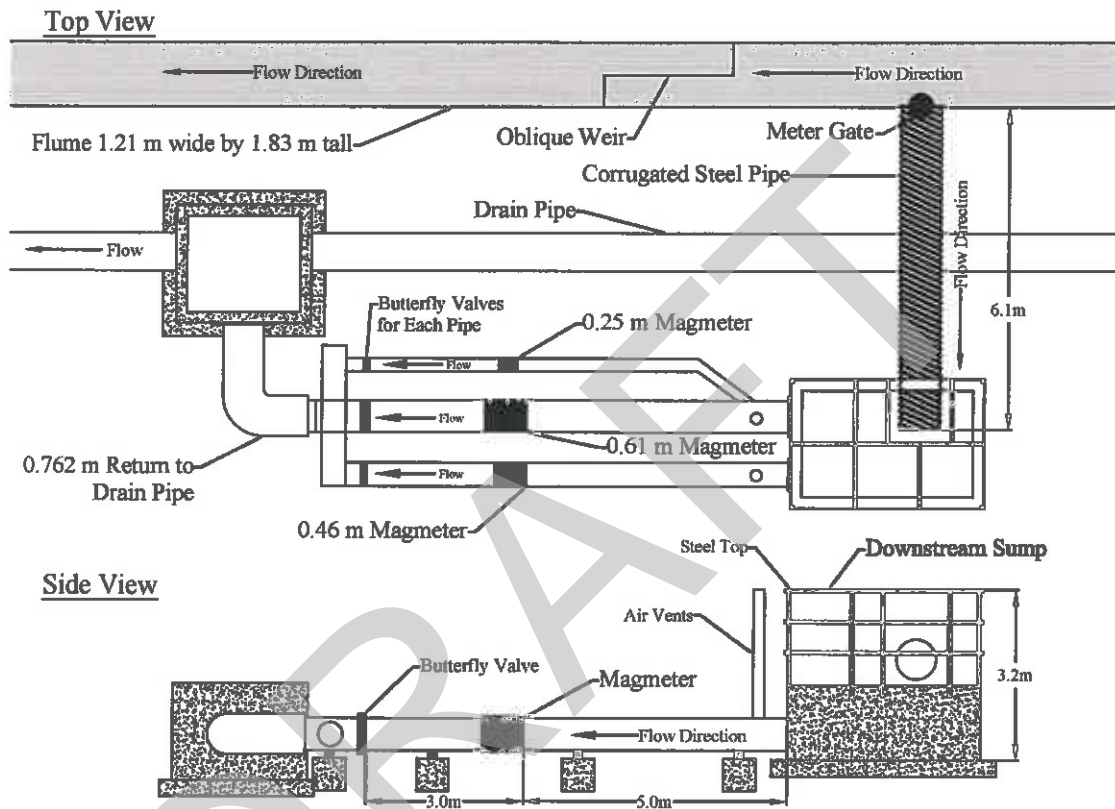 Top View
Flow Direction
Flow Direction
Flume 1.21 m wide by 1.83 m tall
Oblique Weir
Meter Gate
Corrugated Steel Pipe
Drain Pipe
Flow
Flow Direction
6.1m
Butterfly Valves
for Each Pipe
0.25 m Magmeter
Flow
Flow
0.61 m Magmeter
0.762 m Return to
Drain Pipe
Flow
0.46 m Magmeter
Steel Top
Downstream Sump
Side View
Air Vents
Butterfly Valve
Magmeter
3.2m
Flow Direction
3.0m
5.0m
DRAFT